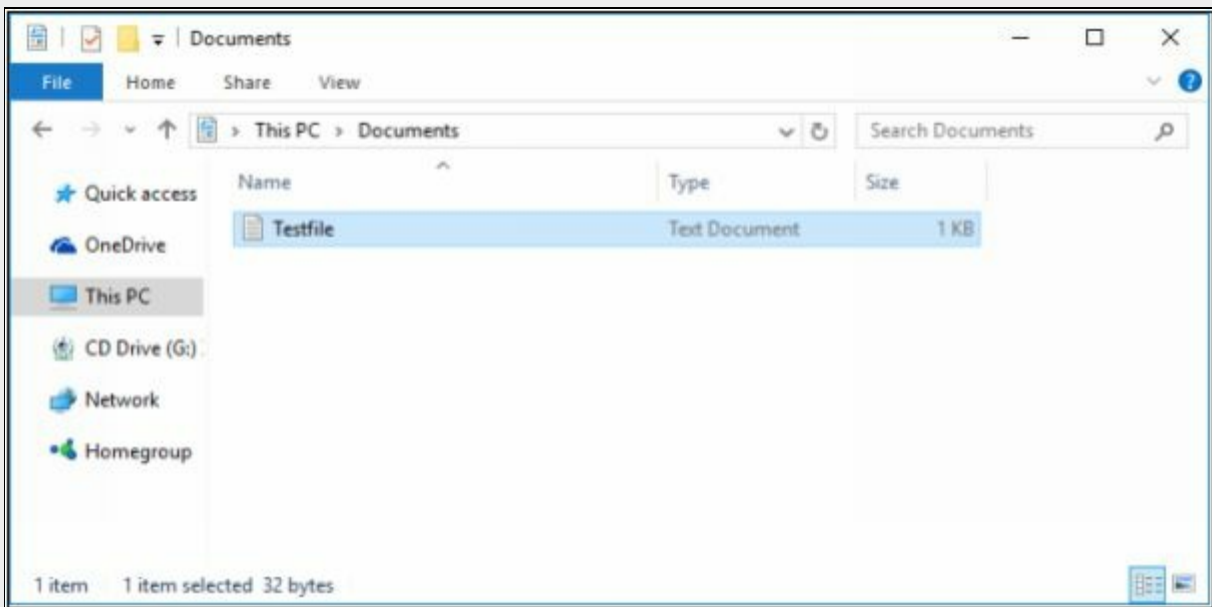 Documents
File Home Share View
This PC > Documents
Search Documents
Name Type Size
Quick access
Testfile Text Document 1 KB
OneDrive
This PC
CD Drive (G:)
Network
Homegroup
1 item 1 item selected 32 bytes